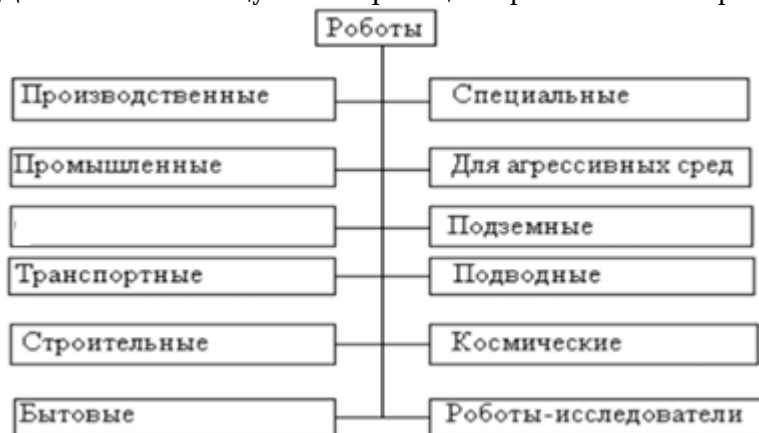 Роботы
Производственные
Специальные
Промышленные
Для агрессивных сред
Подземные
Транспортные
Подводные
Строительные
Космические
Бытовые
Роботы-исследователи